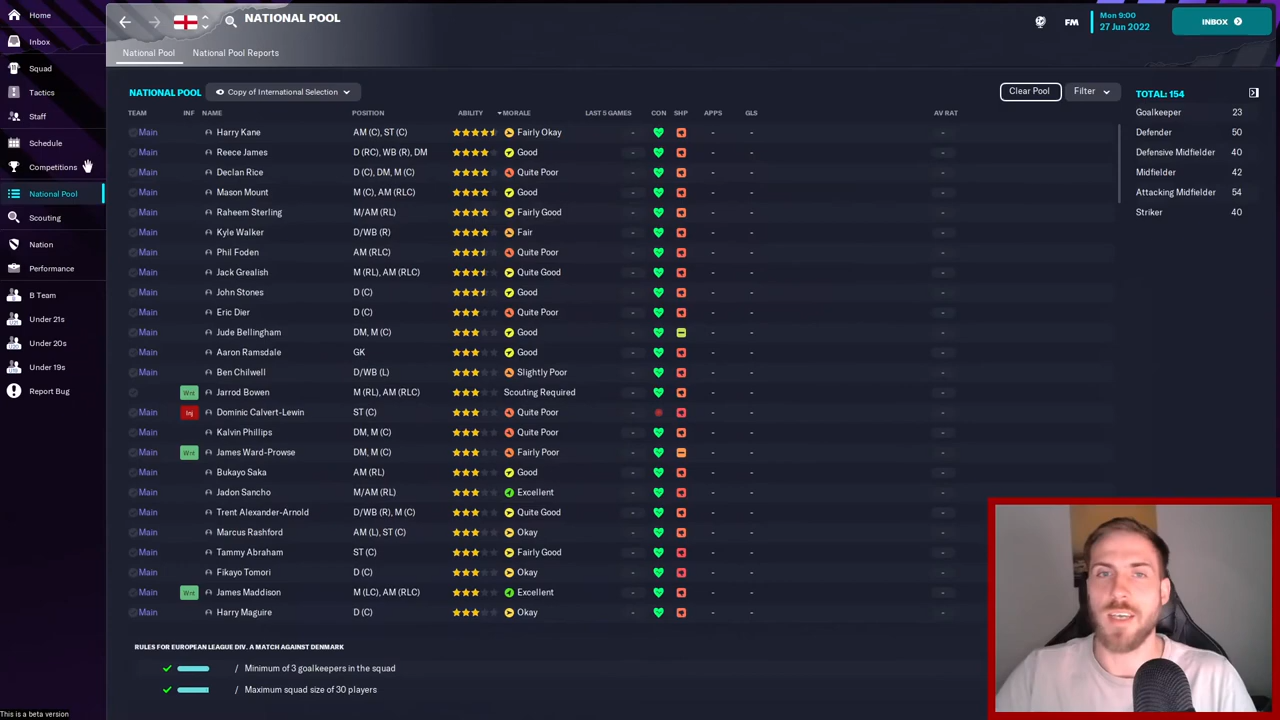 Home
Inbox
Squad
Tactics
Staff
Schedule
Competitions
National Pool
Scouting
Nation
Performance
B Team
Under 21s
Under 20s
Under 19s
Report Bug
This is a beta version
NATIONAL POOL
FM
Mon 9:00
27 Jun 2022
INBOX
National Pool National Pool Reports
NATIONAL POOL Copy of International Selection
Clear Pool Filter
TEAM INF NAME POSITION ABILITY MORALE LAST 5 GAMES CON SHP APPS GLS AV RAT
Main Harry Kane AM (C), ST (C) Fairly Okay - - - -
Main Reece James D (RC), WB (R), DM Good - - - -
Main Declan Rice D (C), DM, M (C) Quite Poor - - - -
Main Mason Mount M (C), AM (RLC) Good - - - -
Main Raheem Sterling M/AM (RL) Fairly Good - - - -
Main Kyle Walker D/WB (R) Fair - - - -
Main Phil Foden AM (RLC) Quite Poor - - - -
Main Jack Grealish M (RL), AM (RLC) Quite Good - - - -
Main John Stones D (C) Good - - - -
Main Eric Dier D (C) Quite Poor - - - -
Main Jude Bellingham DM, M (C) Good - - - -
Main Aaron Ramsdale GK Good - - - -
Main Ben Chilwell D/WB (L) Slightly Poor - - - -
Wnt Jarrod Bowen M (RL), AM (RLC) Scouting Required - - - -
Main Inj Dominic Calvert-Lewin ST (C) Quite Poor - - - -
Main Kalvin Phillips DM, M (C) Quite Poor - - - -
Main Wnt James Ward-Prowse DM, M (C) Fairly Poor - - - -
Main Bukayo Saka AM (RL) Good - - - -
Main Jadon Sancho M/AM (RL) Excellent - - - -
Main Trent Alexander-Arnold D/WB (R), M (C) Quite Good - - - -
Main Marcus Rashford AM (L), ST (C) Okay - - - -
Main Tammy Abraham ST (C) Fairly Good - - - -
Main Fikayo Tomori D (C) Okay - - -
Main Wnt James Maddison M (LC), AM (RLC) Excellent - - -
Main Harry Maguire D (C) Okay - - -
RULES FOR EUROPEAN LEAGUE DIV. A MATCH AGAINST DENMARK
/ Minimum of 3 goalkeepers in the squad
/ Maximum squad size of 30 players
TOTAL: 154
Goalkeeper 23
Defender 50
Defensive Midfielder 40
Midfielder 42
Attacking Midfielder 54
Striker 40